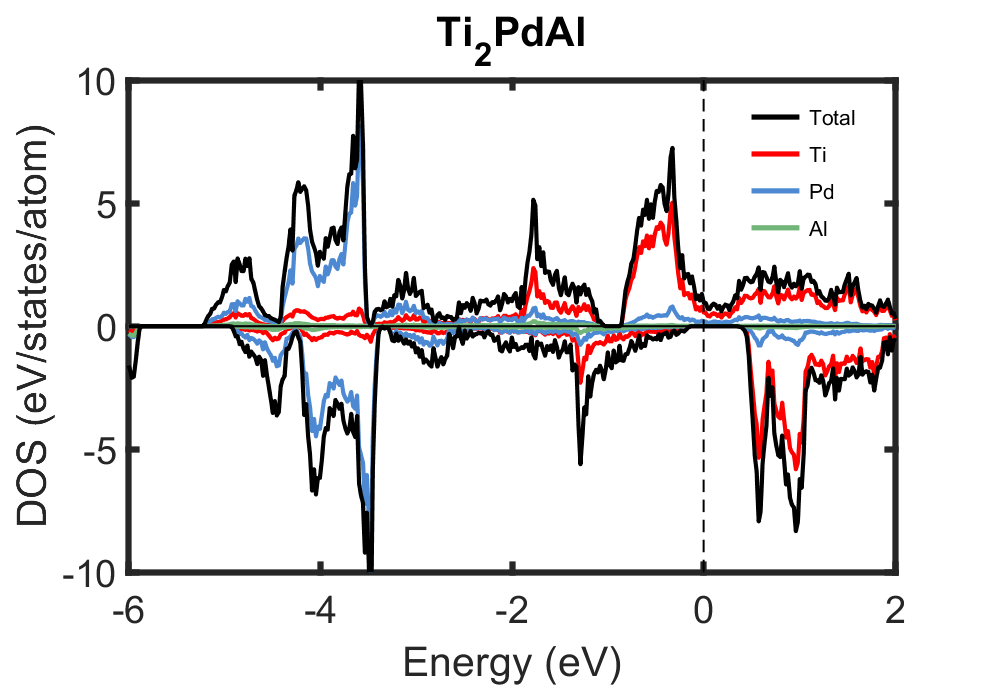 Ti2PdAl
DOS (eV/states/atom)
10
5
0
-5
-10
Total
Ti
Pd
Al
-6 -4 -2 0 2
Energy (eV)